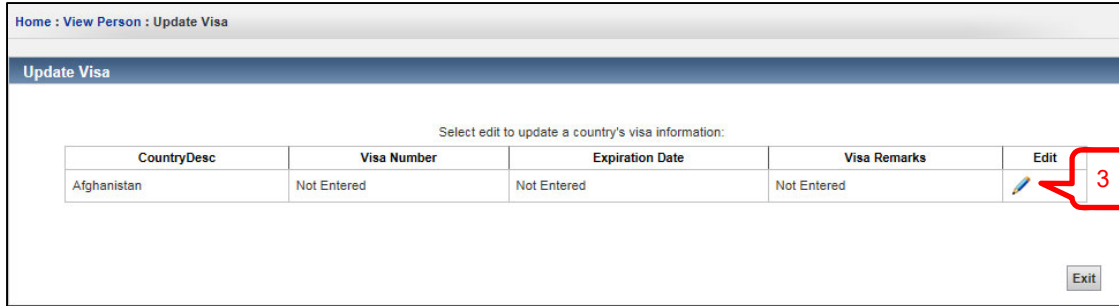 Home : View Person : Update Visa
Update Visa
Select edit to update a country's visa information:
CountryDesc Visa Number Expiration Date Visa Remarks Edit
Afghanistan Not Entered Not Entered Not Entered
3
Exit